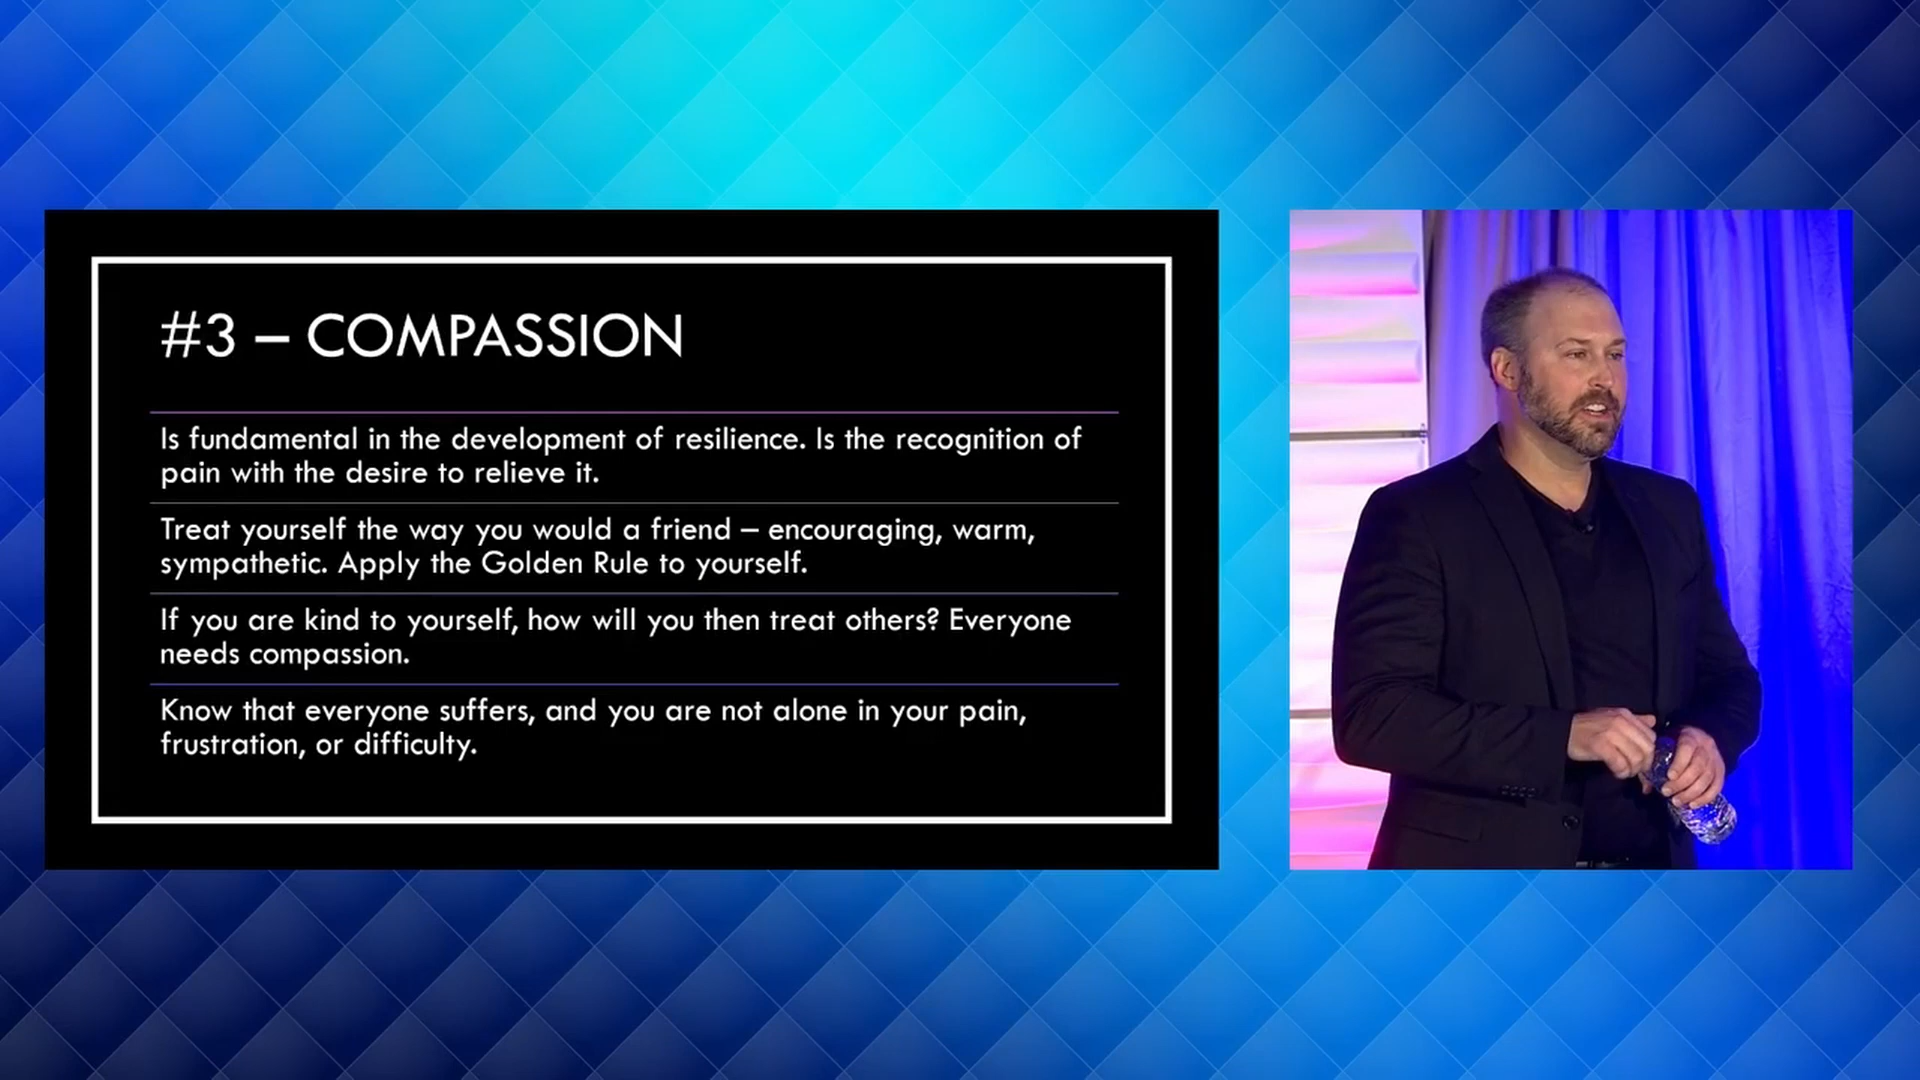 #3 – COMPASSION
Is fundamental in the development of resilience. Is the recognition of
pain with the desire to relieve it.
Treat yourself the way you would a friend – encouraging, warm,
sympathetic. Apply the Golden Rule to yourself.
If you are kind to yourself, how will you then treat others? Everyone
needs compassion.
Know that everyone suffers, and you are not alone in your pain,
frustration, or difficulty.